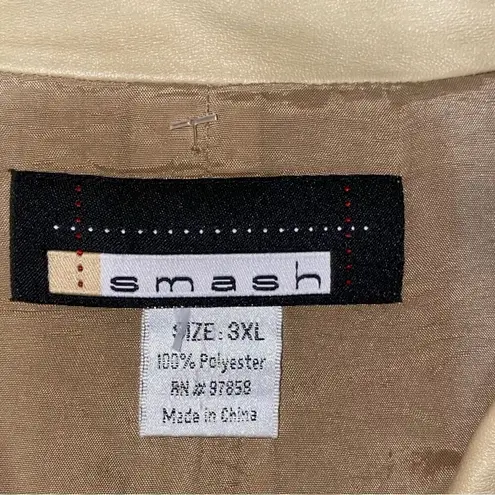 smash
SIZE: 3XL
100% Polyester
RN # 97858
Made in China